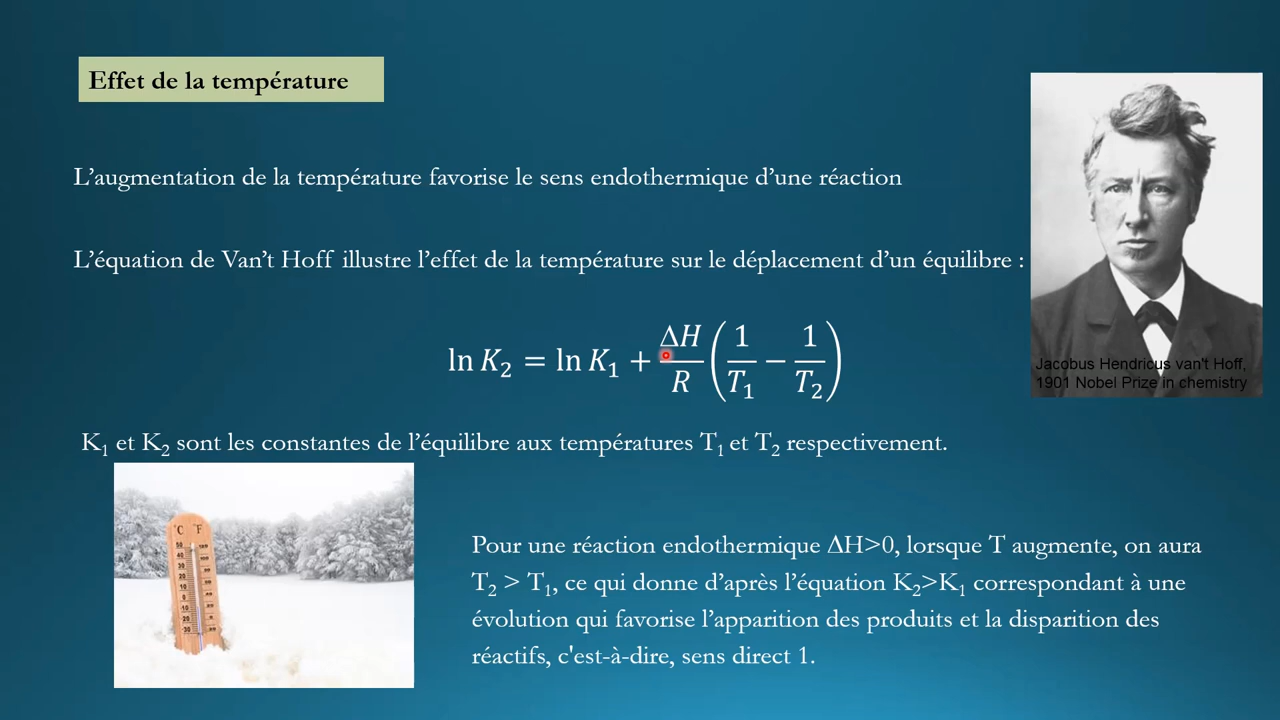 Effet de la température
L’augmentation de la température favorise le sens endothermique d’une réaction
L’équation de Van’t Hoff illustre l’effet de la température sur le déplacement d’un équilibre :
ln K₂ = ln K₁ + ΔH/R (1/T₁ − 1/T₂)
Jacobus Hendricus van't Hoff,
1901 Nobel Prize in chemistry
K₁ et K₂ sont les constantes de l’équilibre aux températures T₁ et T₂ respectivement.
C F
Pour une réaction endothermique ΔH>0, lorsque T augmente, on aura
T₂ > T₁, ce qui donne d’après l’équation K₂>K₁ correspondant à une
évolution qui favorise l’apparition des produits et la disparition des
réactifs, c'est-à-dire, sens direct 1.